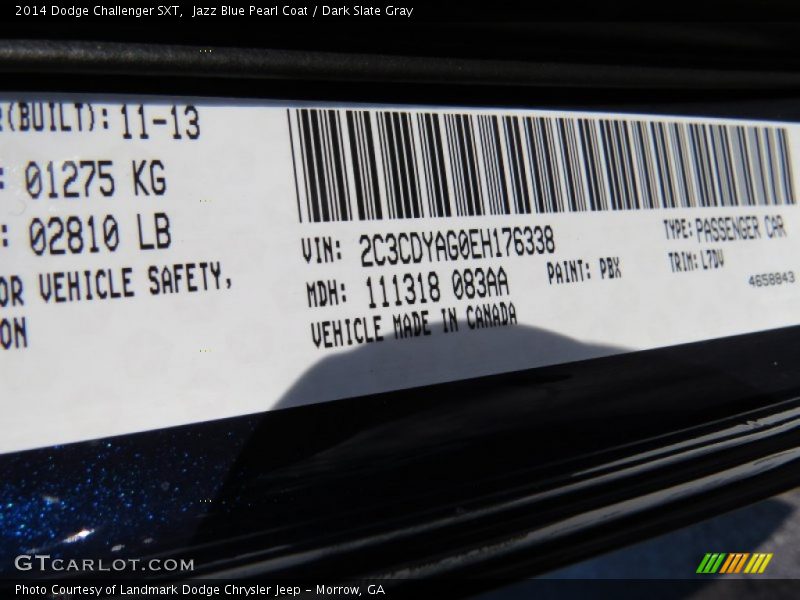 2014 Dodge Challenger SXT,  Jazz Blue Pearl Coat / Dark Slate Gray
R(BUILT): 11-13
: 01275 KG
: 02810 LB
OR VEHICLE SAFETY,
ON
VIN: 2C3CDYAG0EH176338
TYPE: PASSENGER CAR
MDH: 111318 083AA
PAINT: PBX
TRIM: L7DV
4658843
VEHICLE MADE IN CANADA
GTCARLOT.COM
Photo Courtesy of Landmark Dodge Chrysler Jeep - Morrow, GA